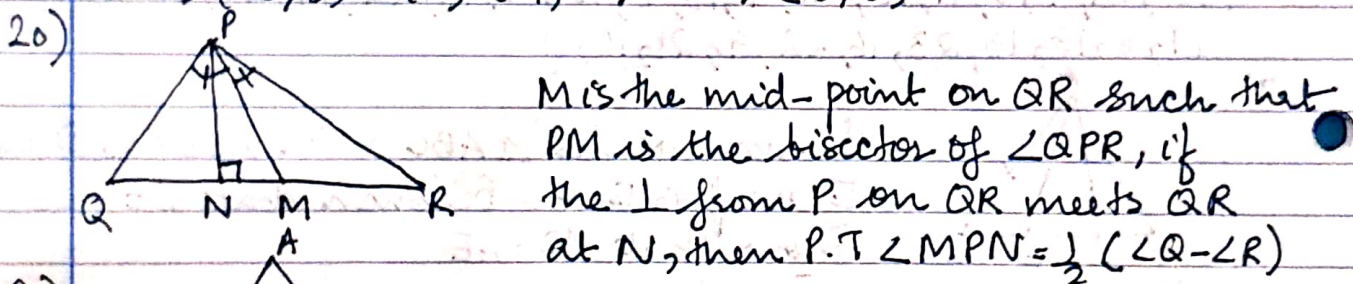 20)
P
M is the mid-point on QR such that
PM is the bisector of ∠QPR, if
the ⊥ from P on QR meets QR
at N, then P.T ∠MPN = 1/2 (∠Q-∠R)
Q N M R
A